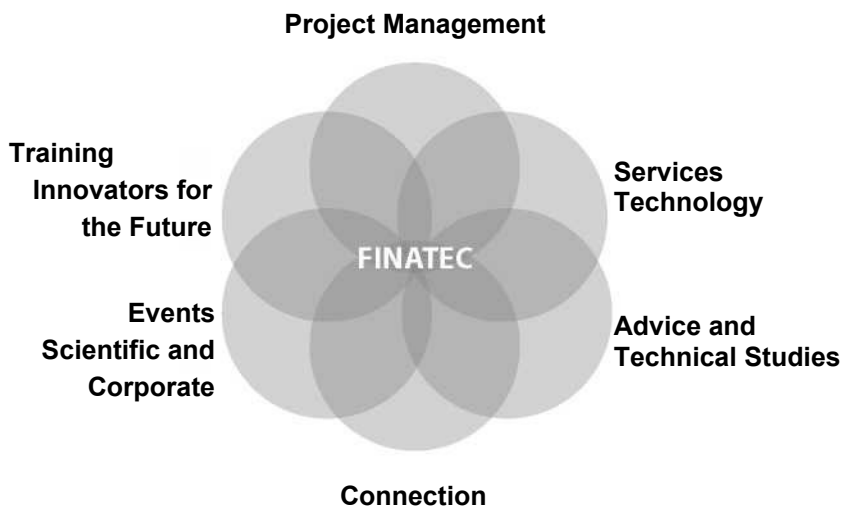 Project Management
Training
Innovators for
the Future
Services
Technology
FINATEC
Events
Scientific and
Corporate
Advice and
Technical Studies
Connection